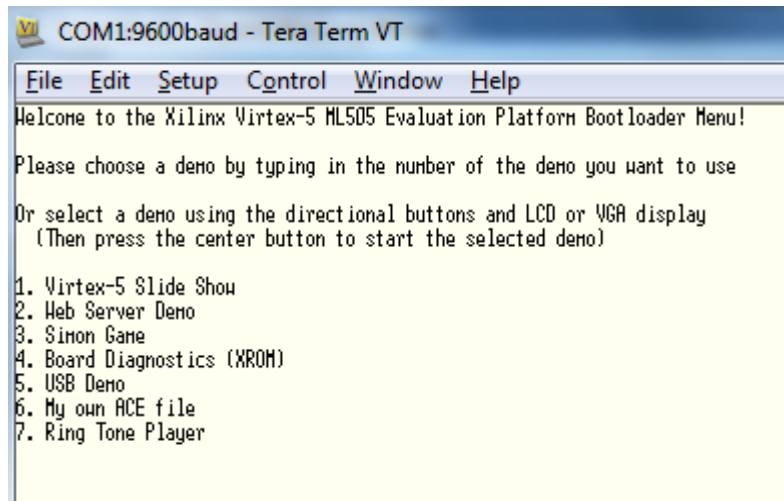 COM1:9600baud - Tera Term VT
File Edit Setup Control Window Help
Welcome to the Xilinx Virtex-5 ML505 Evaluation Platform Bootloader Menu!
Please choose a demo by typing in the number of the demo you want to use
Or select a demo using the directional buttons and LCD or VGA display
(Then press the center button to start the selected demo)
1. Virtex-5 Slide Show
2. Web Server Demo
3. Simon Game
4. Board Diagnostics (XROM)
5. USB Demo
6. My own ACE file
7. Ring Tone Player